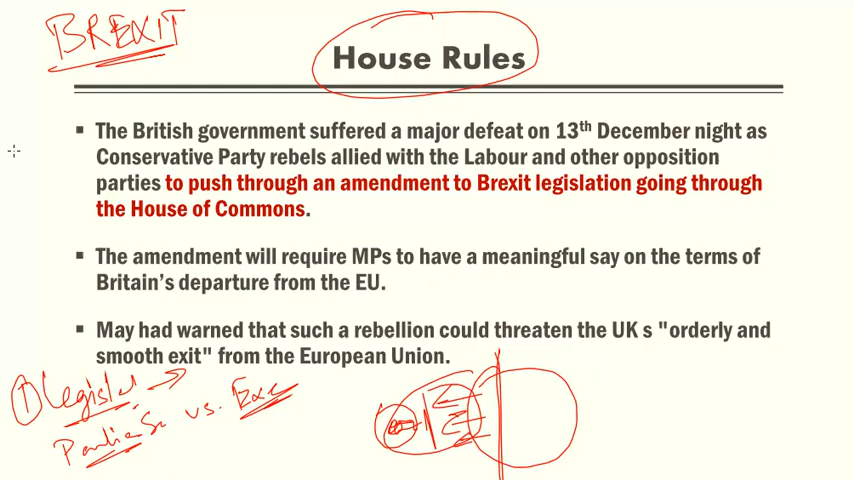 BREXIT
House Rules
▪ The British government suffered a major defeat on 13th December night as
Conservative Party rebels allied with the Labour and other opposition
parties to push through an amendment to Brexit legislation going through
the House of Commons.
▪ The amendment will require MPs to have a meaningful say on the terms of
Britain's departure from the EU.
▪ May had warned that such a rebellion could threaten the UK s "orderly and
smooth exit" from the European Union.
①
vs. Exe